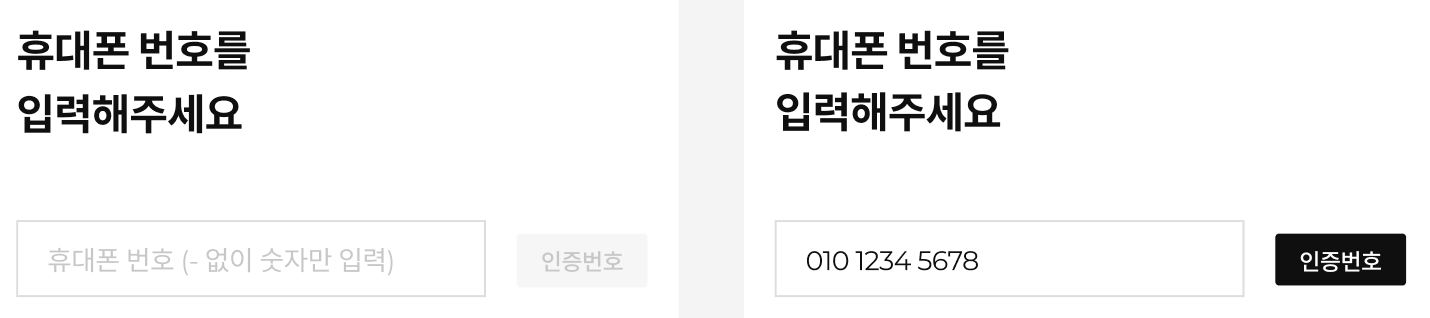 휴대폰 번호를
입력해주세요
휴대폰 번호 (- 없이 숫자만 입력)
인증번호
휴대폰 번호를
입력해주세요
010 1234 5678
인증번호